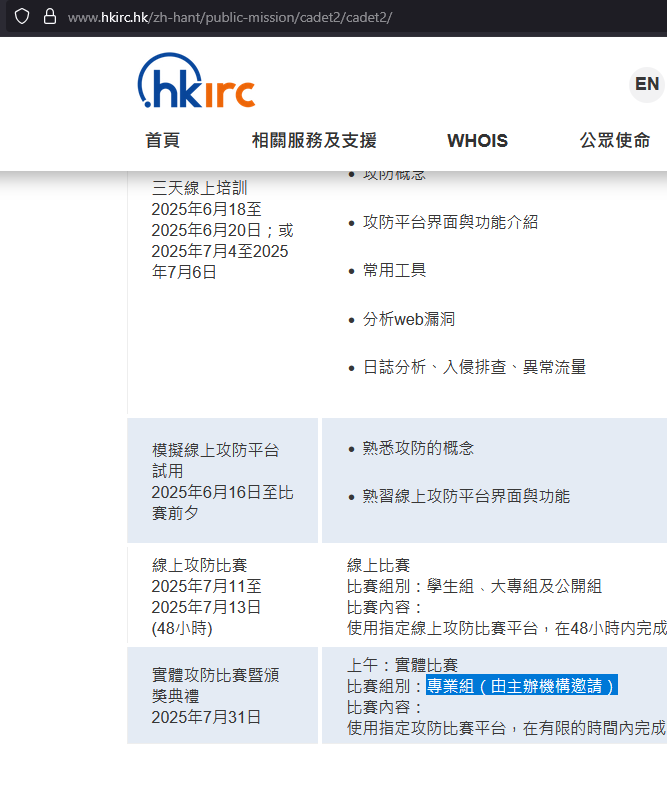 www.hkirc.hk/zh-hant/public-mission/cadet2/cadet2/
.hkirc
EN
首頁
相關服務及支援
WHOIS
公眾使命
三天線上培訓
2025年6月18至
2025年6月20日；或
2025年7月4至2025
年7月6日
• 攻防概念
• 攻防平台界面與功能介紹
• 常用工具
• 分析web漏洞
• 日誌分析、入侵排查、異常流量
模擬線上攻防平台
試用
2025年6月16日至比
賽前夕
• 熟悉攻防的概念
• 熟習線上攻防平台界面與功能
線上攻防比賽
2025年7月11至
2025年7月13日
(48小時)
線上比賽
比賽組別：學生組、大專組及公開組
比賽內容：
使用指定線上攻防比賽平台，在48小時內完成
實體攻防比賽暨頒
獎典禮
2025年7月31日
上午：實體比賽
比賽組別：專業組（由主辦機構邀請）
比賽內容：
使用指定攻防比賽平台，在有限的時間內完成